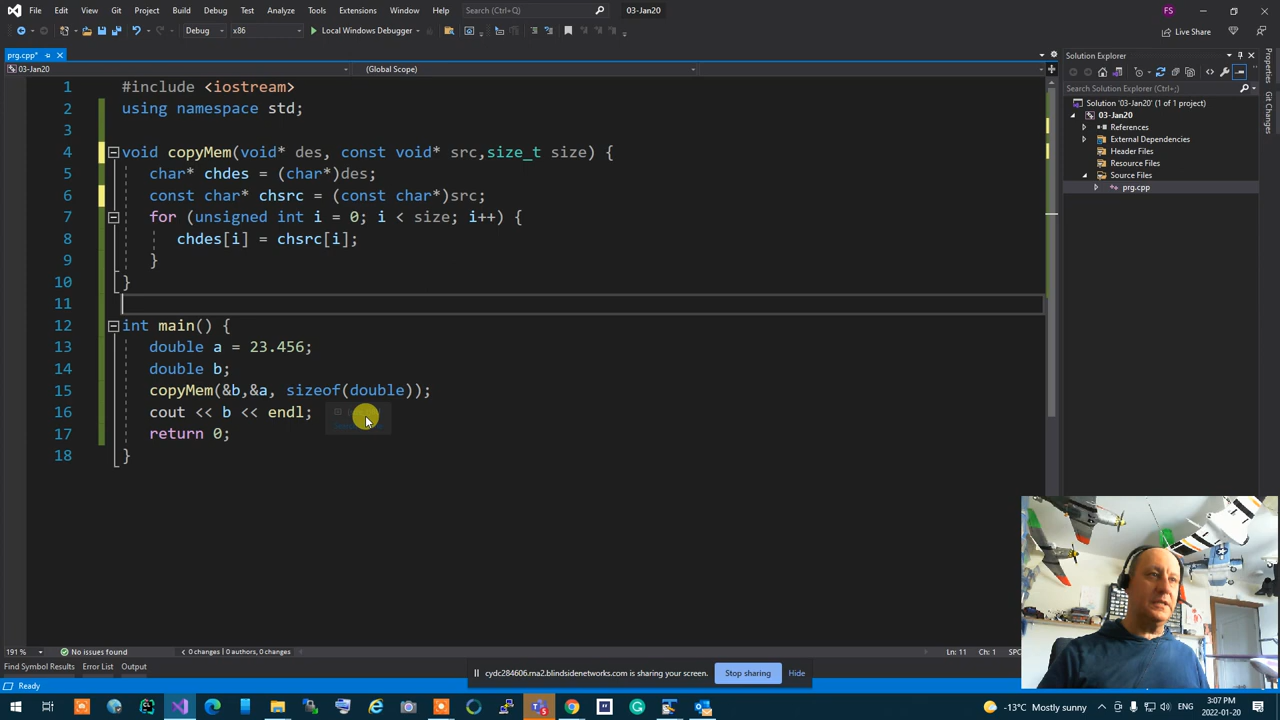 File Edit View Git Project Build Debug Test Analyze Tools Extensions Window Help Search (Ctrl+Q) 03-Jan20 FS
Debug x86 Local Windows Debugger Live Share
prg.cpp*
03-Jan20 (Global Scope)
1 #include <iostream>
2 using namespace std;
3
4 void copyMem(void* des, const void* src,size_t size) {
5 char* chdes = (char*)des;
6 const char* chsrc = (const char*)src;
7 for (unsigned int i = 0; i < size; i++) {
8 chdes[i] = chsrc[i];
9 }
10 }
11
12 int main() {
13 double a = 23.456;
14 double b;
15 copyMem(&b,&a, sizeof(double));
16 cout << b << endl;
17 return 0;
18 }
Solution Explorer
Search Solution Explorer (Ctrl+;)
Solution '03-Jan20' (1 of 1 project)
03-Jan20
References
External Dependencies
Header Files
Resource Files
Source Files
prg.cpp
Properties
Git Changes
191 % No issues found 0 changes | 0 authors, 0 changes Ln: 11 Ch: 1 SPC
Find Symbol Results Error List Output
Ready
cydc284606.ma2.blindsidenetworks.com is sharing your screen. Stop sharing Hide
-13°C Mostly sunny ENG 3:07 PM
2022-01-20